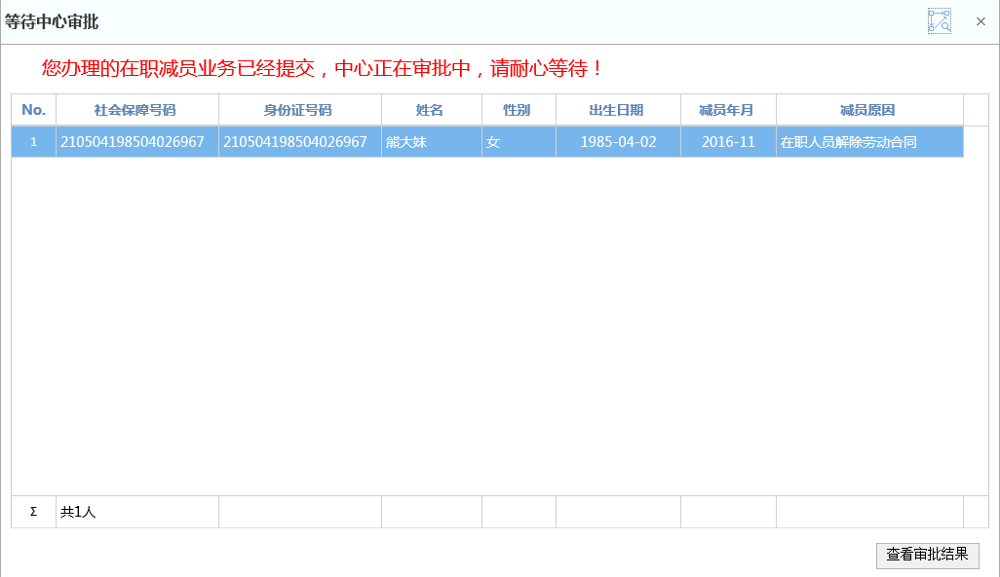 等待中心审批
您办理的在职减员业务已经提交，中心正在审批中，请耐心等待！
No. 社会保障号码 身份证号码 姓名 性别 出生日期 减员年月 减员原因
1 210504198504026967 210504198504026967 熊大妹 女 1985-04-02 2016-11 在职人员解除劳动合同
Σ 共1人
查看审批结果